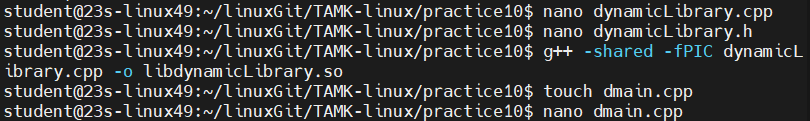 student@23s-linux49:~/linuxGit/TAMK-linux/practice10$ nano dynamicLibrary.cpp
student@23s-linux49:~/linuxGit/TAMK-linux/practice10$ nano dynamicLibrary.h
student@23s-linux49:~/linuxGit/TAMK-linux/practice10$ g++ -shared -fPIC dynamicL
ibrary.cpp -o libdynamicLibrary.so
student@23s-linux49:~/linuxGit/TAMK-linux/practice10$ touch dmain.cpp
student@23s-linux49:~/linuxGit/TAMK-linux/practice10$ nano dmain.cpp